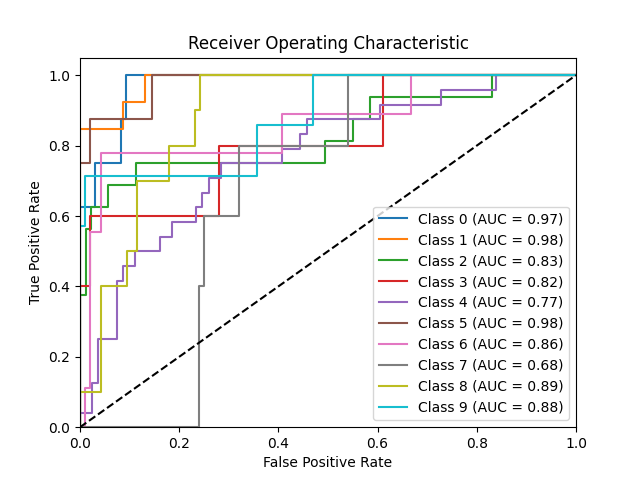 Receiver Operating Characteristic
True Positive Rate
1.0
0.8
0.6
0.4
0.2
0.0
Class 0 (AUC = 0.97)
Class 1 (AUC = 0.98)
Class 2 (AUC = 0.83)
Class 3 (AUC = 0.82)
Class 4 (AUC = 0.77)
Class 5 (AUC = 0.98)
Class 6 (AUC = 0.86)
Class 7 (AUC = 0.68)
Class 8 (AUC = 0.89)
Class 9 (AUC = 0.88)
0.0 0.2 0.4 0.6 0.8 1.0
False Positive Rate